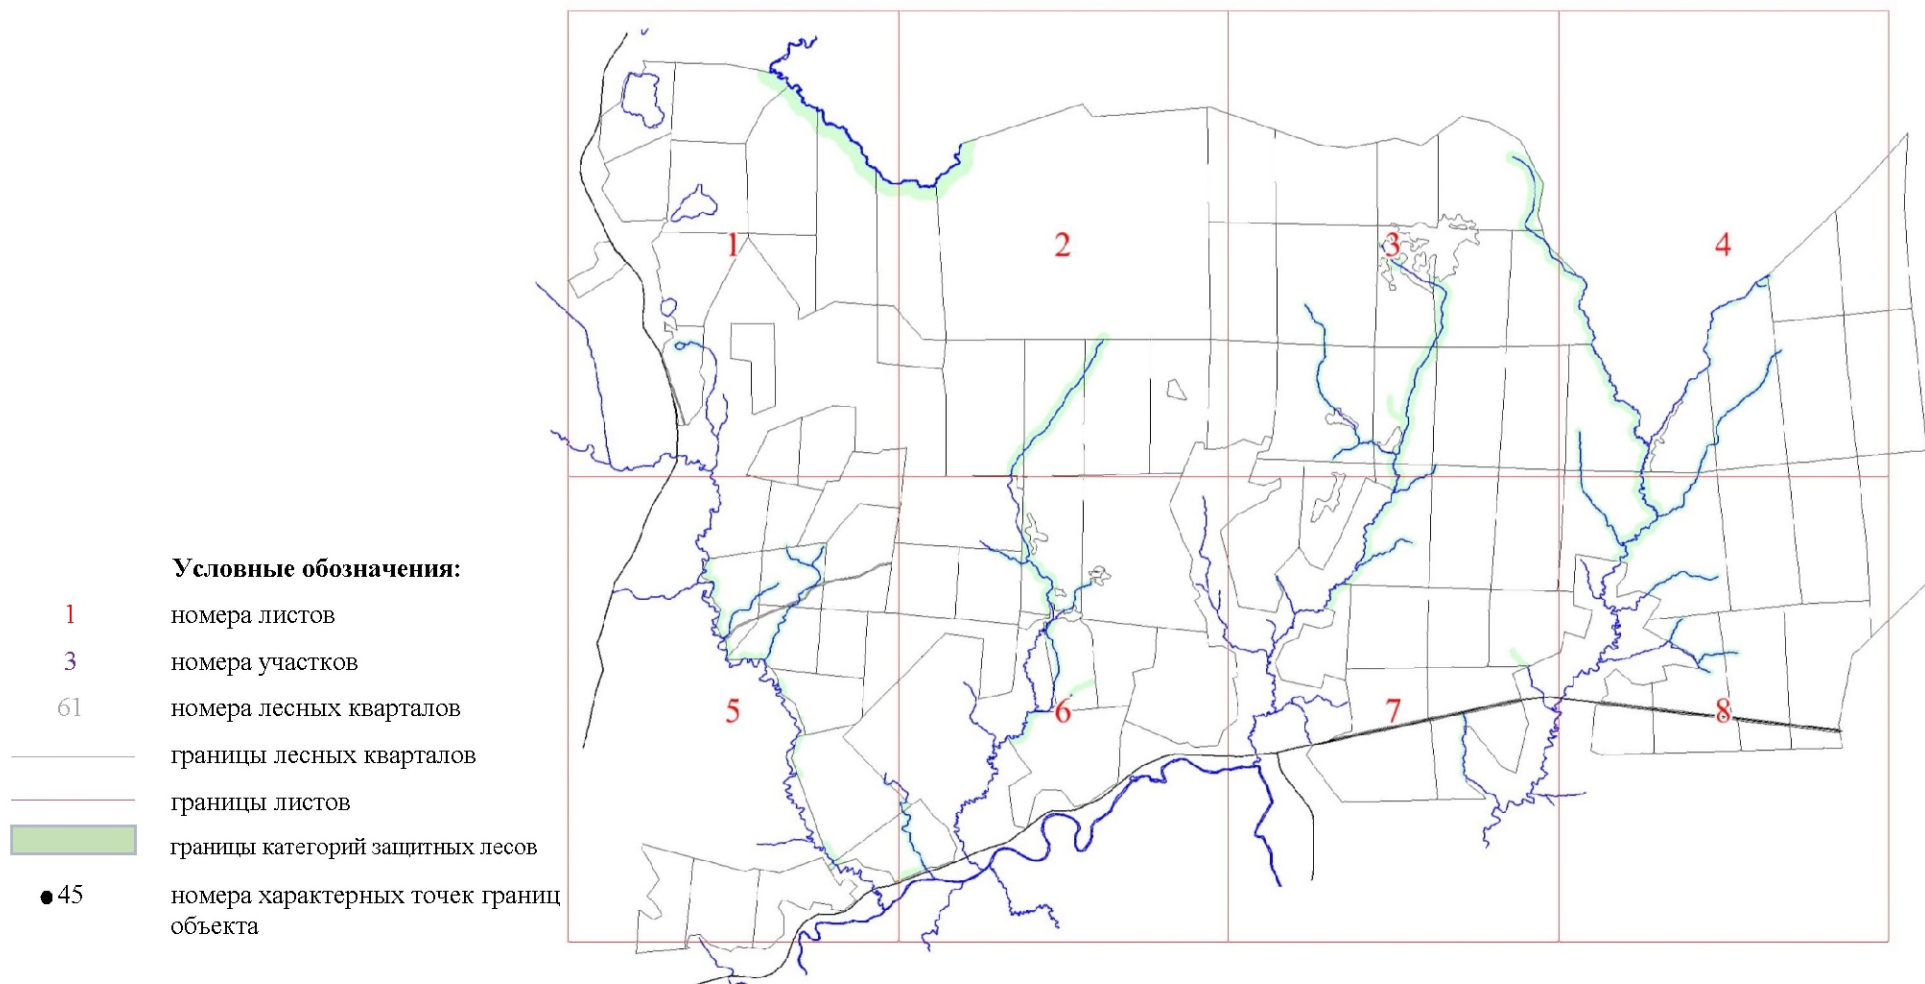 1
2
3
4
Условные обозначения:
1 номера листов
3 номера участков
61 номера лесных кварталов
границы лесных кварталов
границы листов
границы категорий защитных лесов
45 номера характерных точек границ
объекта
5
6
7
8